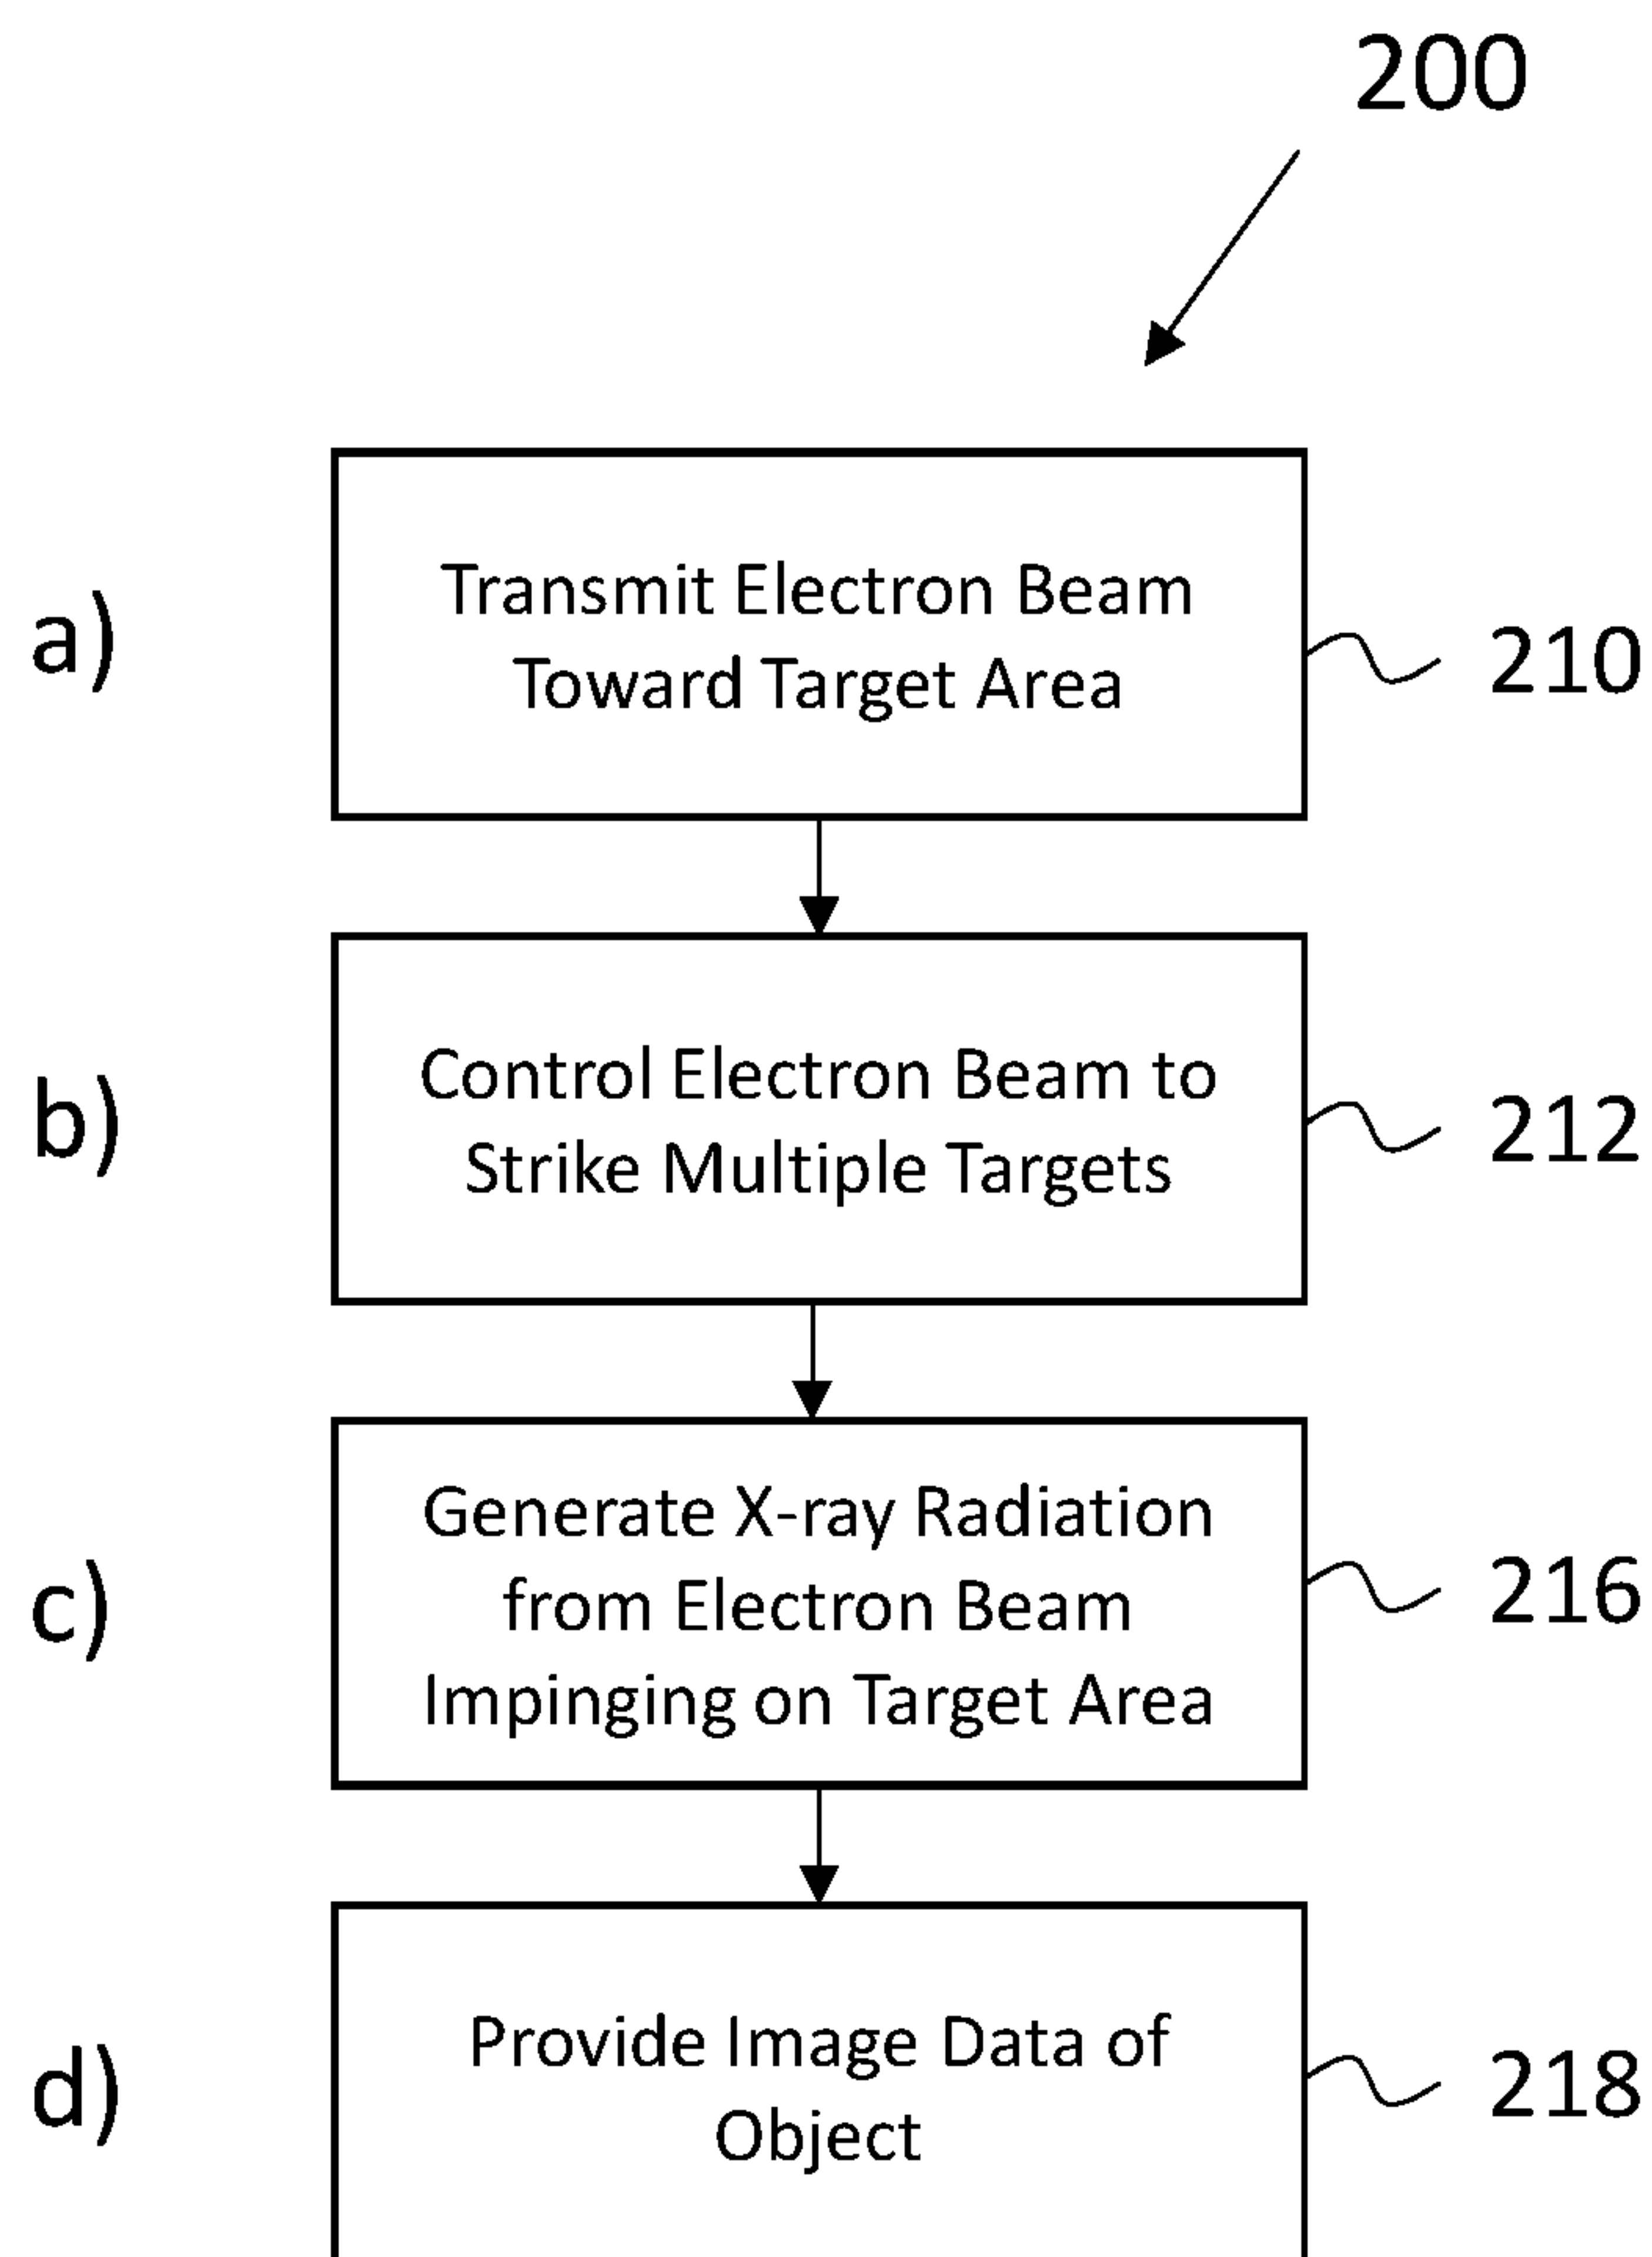 200
a)
Transmit Electron Beam
Toward Target Area
210
b)
Control Electron Beam to
Strike Multiple Targets
212
c)
Generate X-ray Radiation
from Electron Beam
Impinging on Target Area
216
d)
Provide Image Data of
Object
218